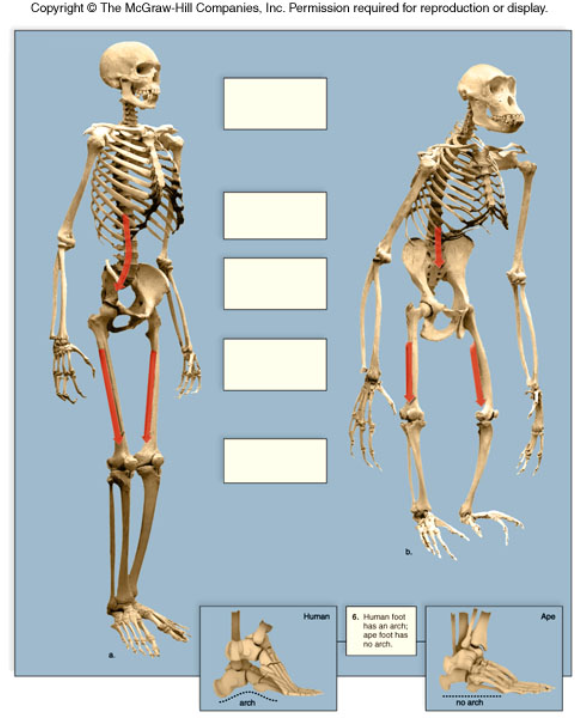 Copyright © The McGraw-Hill Companies, Inc. Permission required for reproduction or display.
a.
b.
Human
arch
6. Human foot
has an arch;
ape foot has
no arch.
Ape
no arch